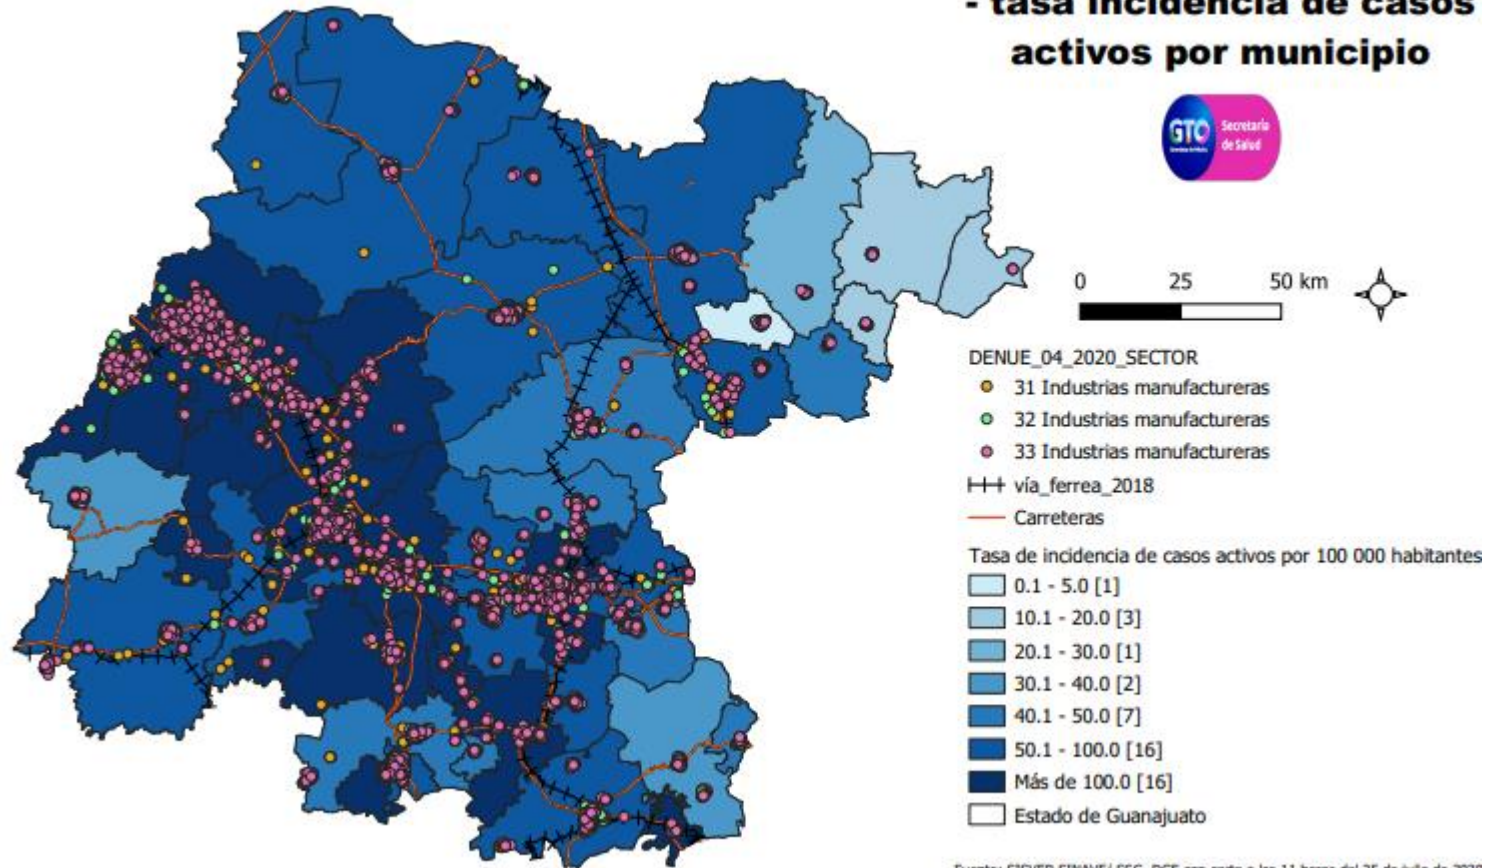 - tasa incidencia de casos
activos por municipio
GTO
Secretaría
de Salud
0 25 50 km
DENUE_04_2020_SECTOR
31 Industrias manufactureras
32 Industrias manufactureras
33 Industrias manufactureras
vía_ferrea_2018
Carreteras
Tasa de incidencia de casos activos por 100 000 habitantes
0.1 - 5.0 [1]
10.1 - 20.0 [3]
20.1 - 30.0 [1]
30.1 - 40.0 [2]
40.1 - 50.0 [7]
50.1 - 100.0 [16]
Más de 100.0 [16]
Estado de Guanajuato